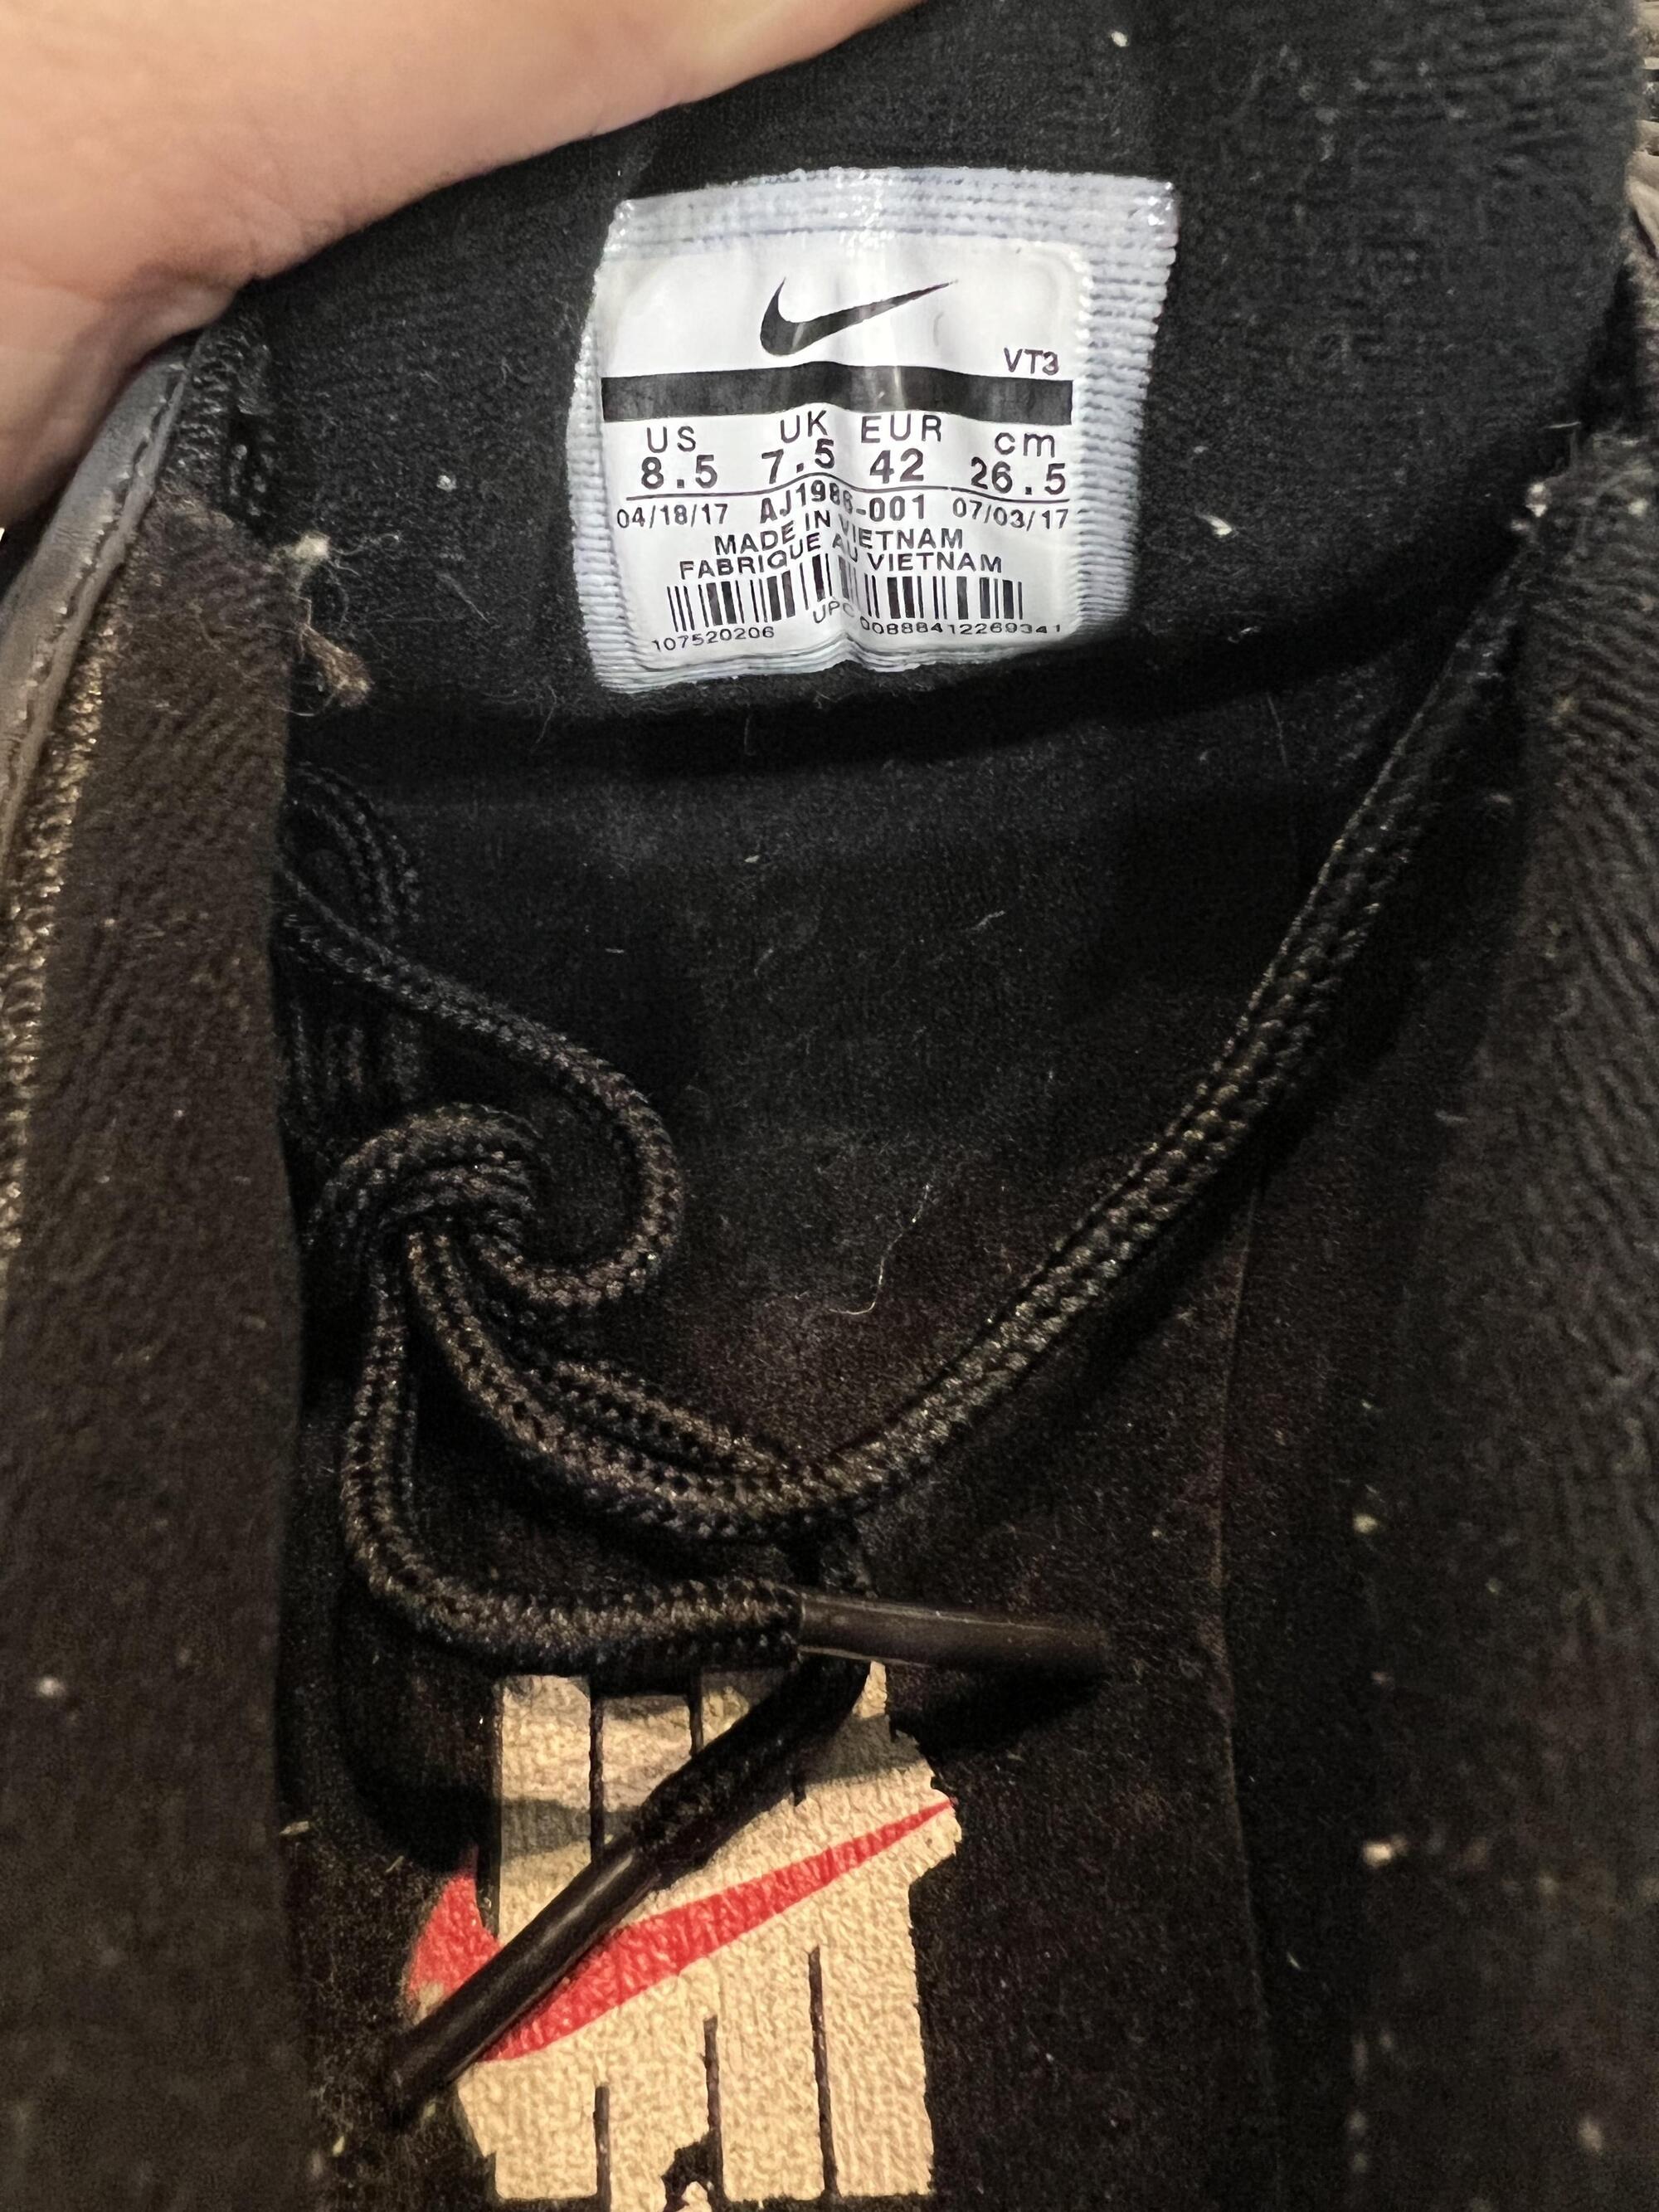 VT3
US UK EUR cm
8.5 7.5 42 26.5
04/18/17 AJ1986-001 07/03/17
MADE IN VIETNAM
FABRIQUE AU VIETNAM
107520206 UPC 00888412269341